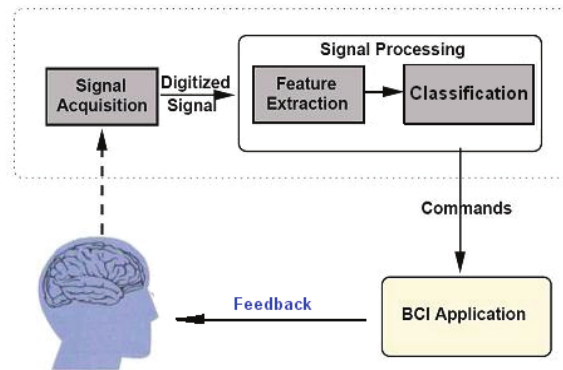 Signal Processing
Signal
Acquisition
Digitized
Signal
Feature
Extraction
Classification
Commands
Feedback
BCI Application